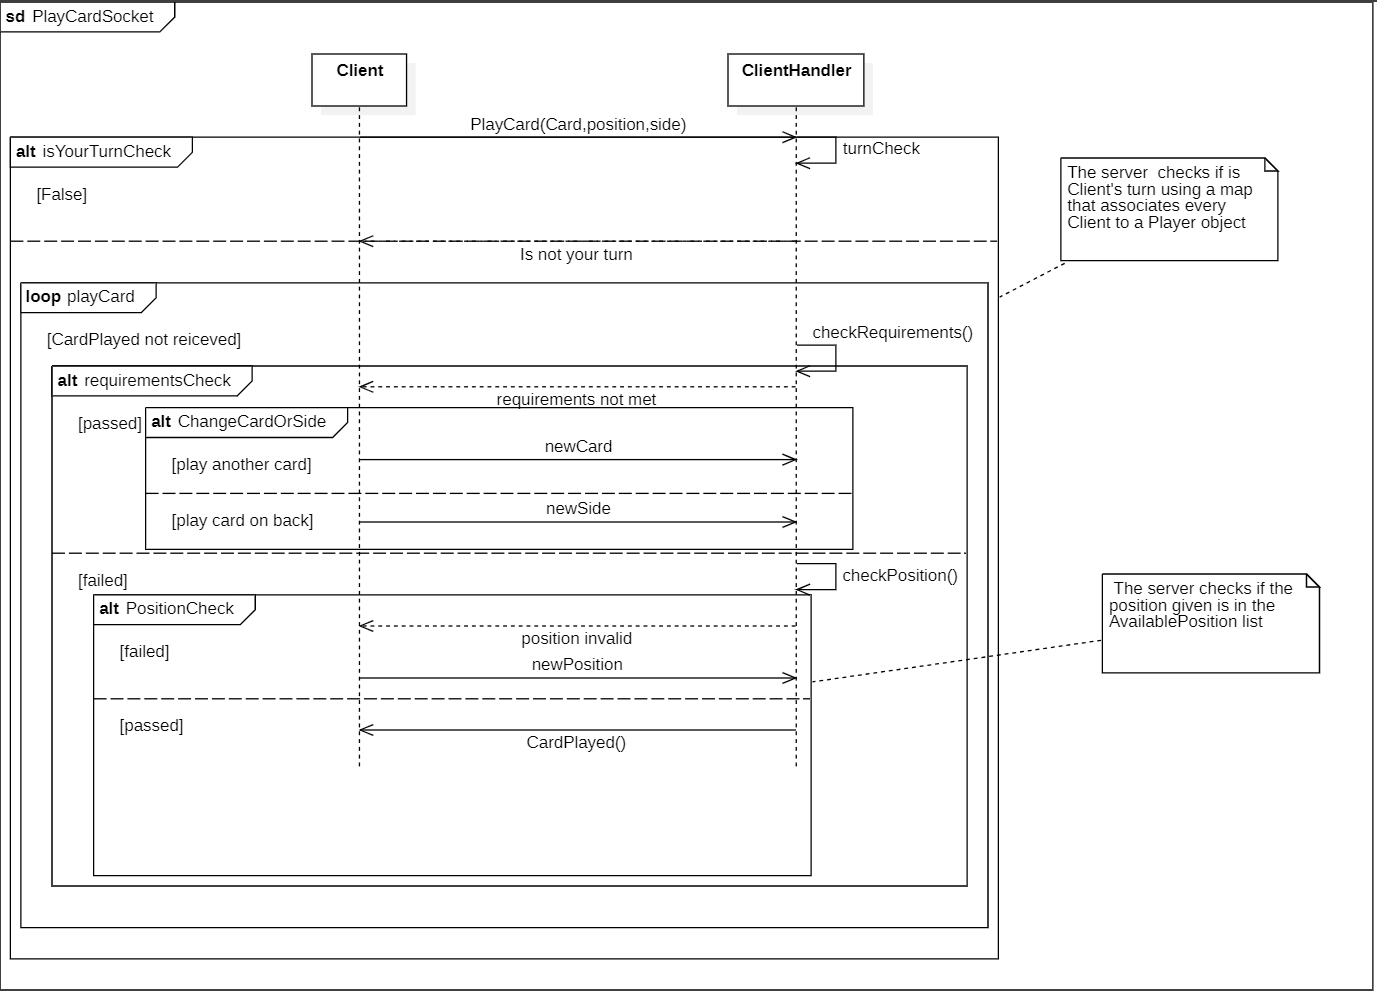 sd PlayCardSocket
Client
ClientHandler
PlayCard(Card,position,side)
alt isYourTurnCheck
turnCheck
[False]
The server  checks if is
Client's turn using a map
that associates every
Client to a Player object
Is not your turn
loop playCard
[CardPlayed not reiceved]
checkRequirements()
alt requirementsCheck
requirements not met
[passed]
alt ChangeCardOrSide
newCard
[play another card]
newSide
[play card on back]
[failed]
checkPosition()
The server checks if the
position given is in the
AvailablePosition list
alt PositionCheck
position invalid
[failed]
newPosition
[passed]
CardPlayed()